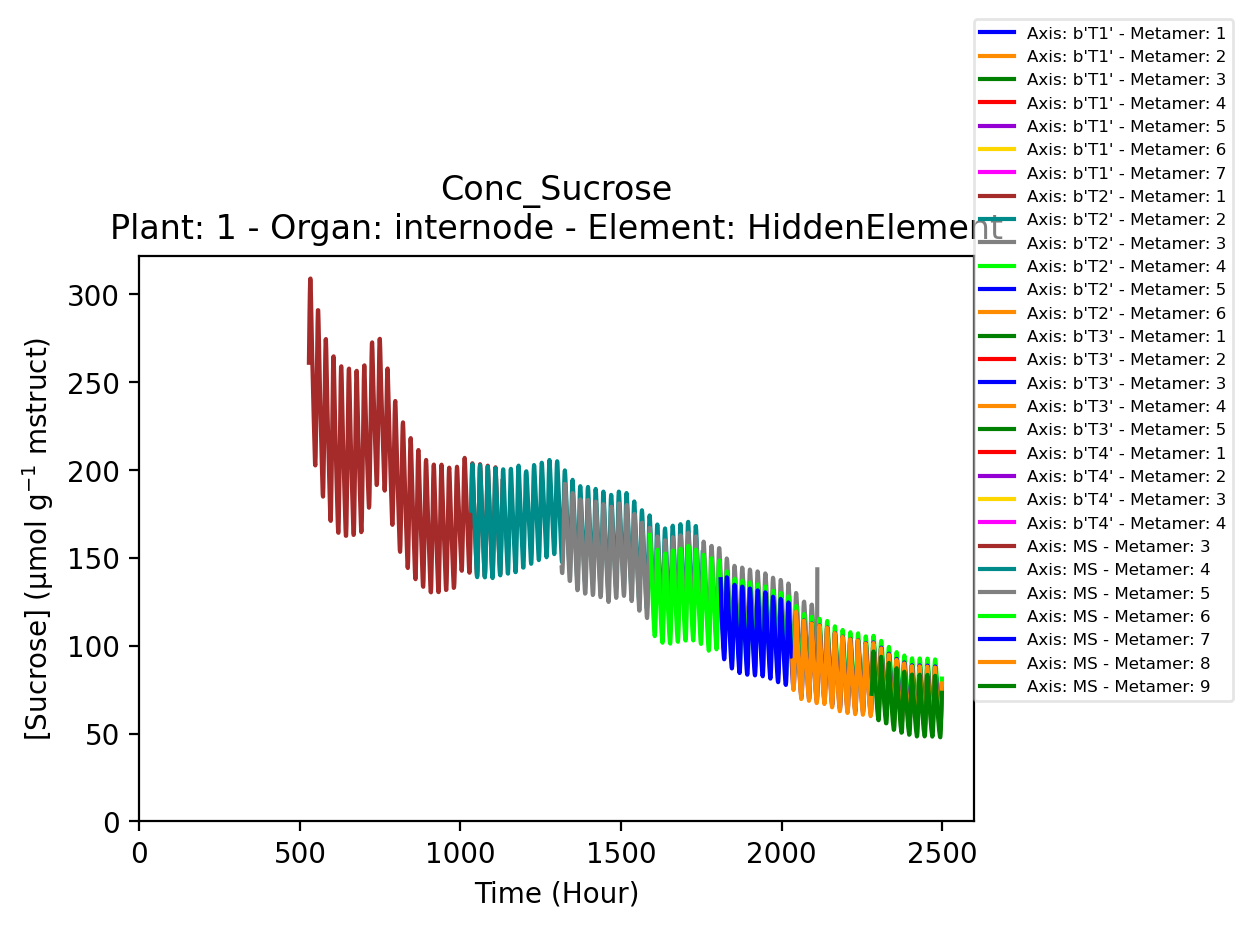 Conc_Sucrose
Plant: 1 - Organ: internode - Element: HiddenElement
[Sucrose] (µmol g⁻¹ mstruct)
300
250
200
150
100
50
0
0 500 1000 1500 2000 2500
Time (Hour)
Axis: b'T1' - Metamer: 1
Axis: b'T1' - Metamer: 2
Axis: b'T1' - Metamer: 3
Axis: b'T1' - Metamer: 4
Axis: b'T1' - Metamer: 5
Axis: b'T1' - Metamer: 6
Axis: b'T1' - Metamer: 7
Axis: b'T2' - Metamer: 1
Axis: b'T2' - Metamer: 2
Axis: b'T2' - Metamer: 3
Axis: b'T2' - Metamer: 4
Axis: b'T2' - Metamer: 5
Axis: b'T2' - Metamer: 6
Axis: b'T3' - Metamer: 1
Axis: b'T3' - Metamer: 2
Axis: b'T3' - Metamer: 3
Axis: b'T3' - Metamer: 4
Axis: b'T3' - Metamer: 5
Axis: b'T4' - Metamer: 1
Axis: b'T4' - Metamer: 2
Axis: b'T4' - Metamer: 3
Axis: b'T4' - Metamer: 4
Axis: MS - Metamer: 3
Axis: MS - Metamer: 4
Axis: MS - Metamer: 5
Axis: MS - Metamer: 6
Axis: MS - Metamer: 7
Axis: MS - Metamer: 8
Axis: MS - Metamer: 9